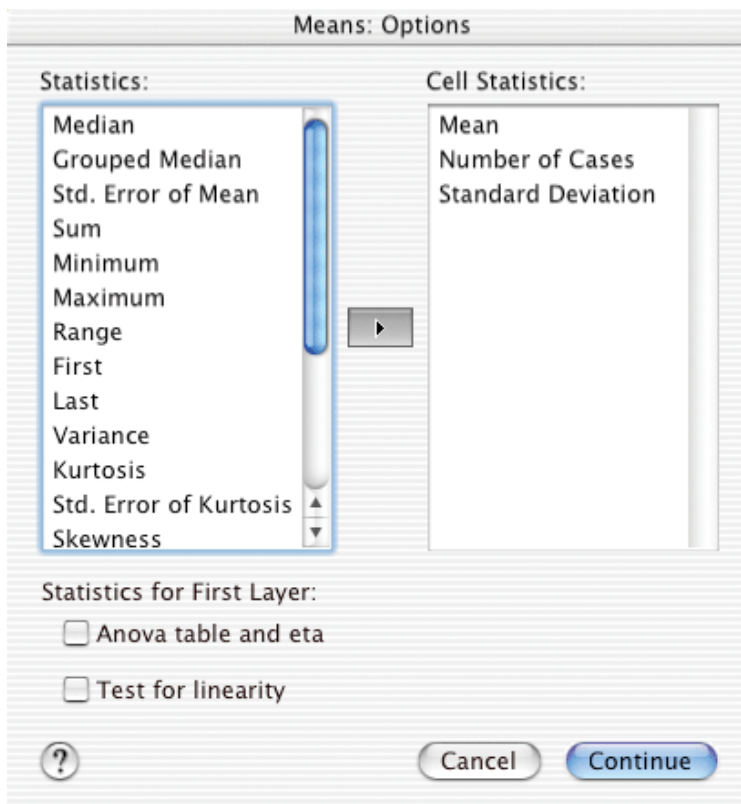 Means: Options
Statistics:
Median
Grouped Median
Std. Error of Mean
Sum
Minimum
Maximum
Range
First
Last
Variance
Kurtosis
Std. Error of Kurtosis
Skewness
Cell Statistics:
Mean
Number of Cases
Standard Deviation
Statistics for First Layer:
Anova table and eta
Test for linearity
?
Cancel
Continue